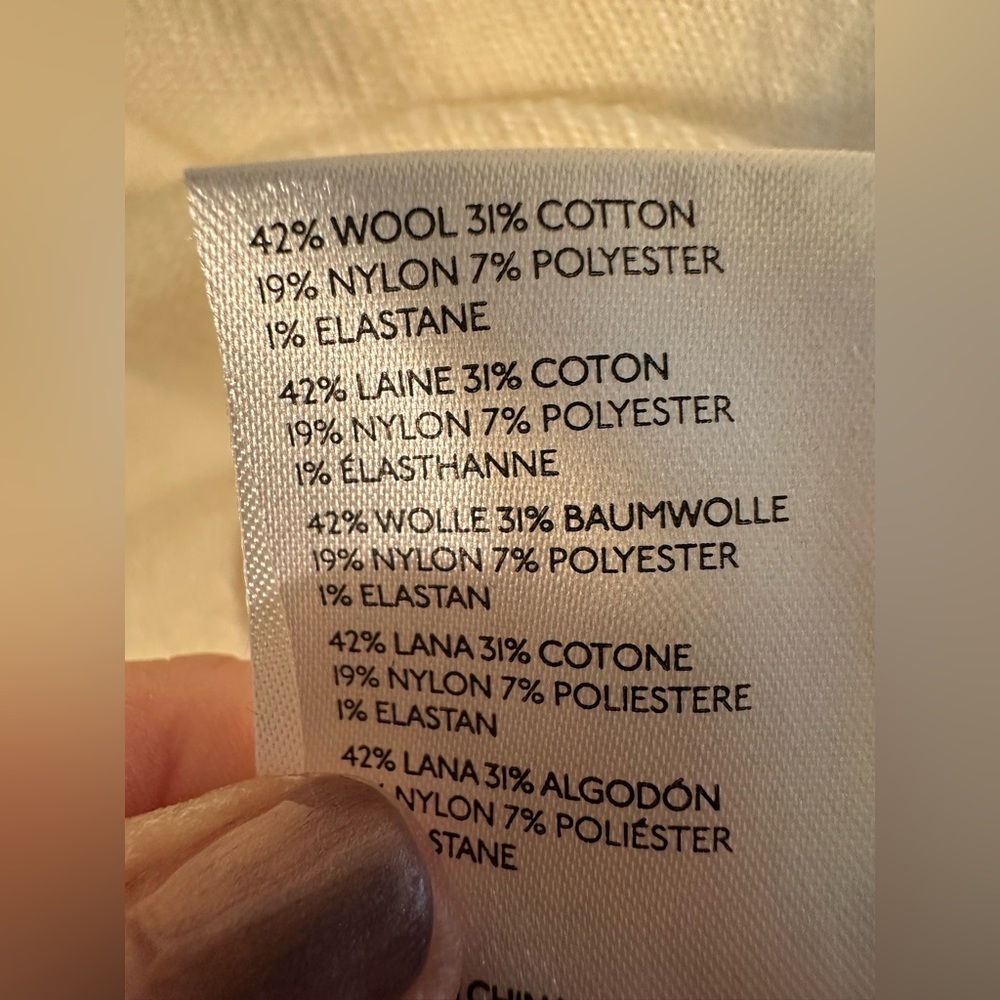 42% WOOL 31% COTTON
19% NYLON 7% POLYESTER
1% ELASTANE
42% LAINE 31% COTON
19% NYLON 7% POLYESTER
1% ÉLASTHANNE
42% WOLLE 31% BAUMWOLLE
19% NYLON 7% POLYESTER
1% ELASTAN
42% LANA 31% COTONE
19% NYLON 7% POLIESTERE
1% ELASTAN
42% LANA 31% ALGODÓN
NYLON 7% POLIÉSTER
STANE